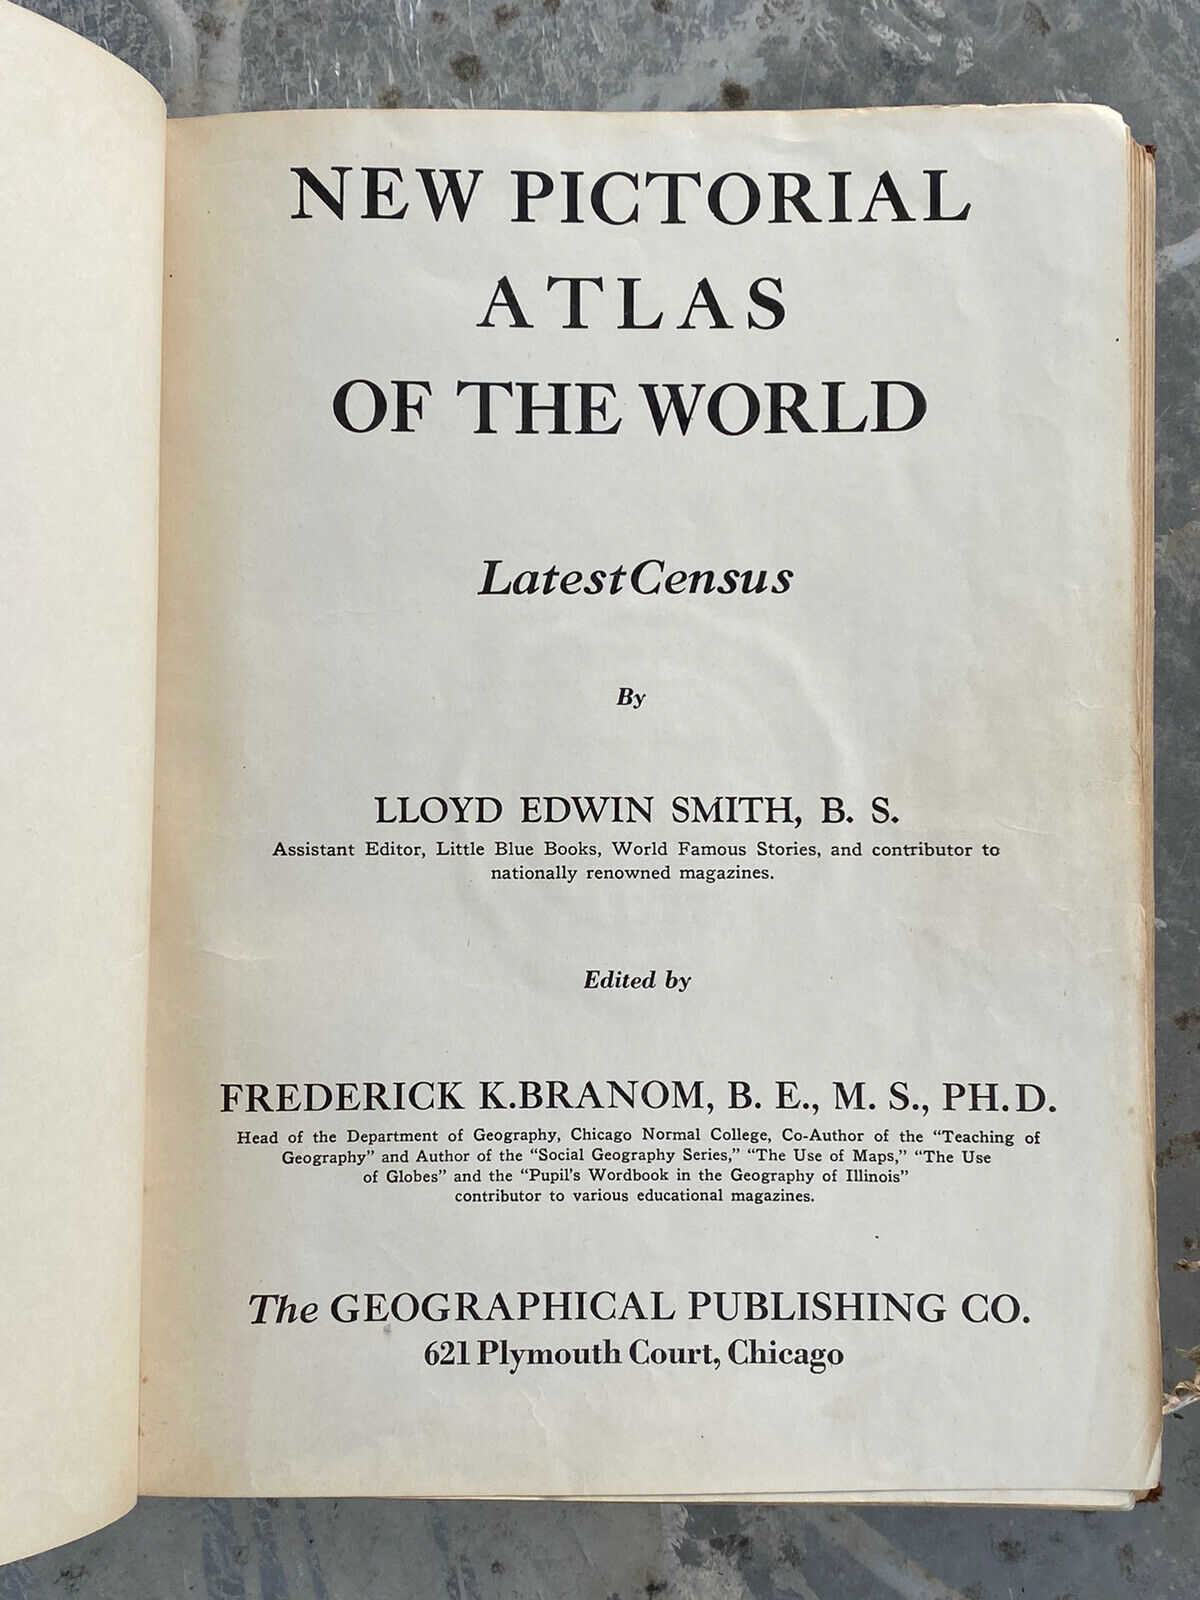 NEW PICTORIAL
ATLAS
OF THE WORLD
Latest Census
By
LLOYD EDWIN SMITH, B. S.
Assistant Editor, Little Blue Books, World Famous Stories, and contributor to
nationally renowned magazines.
Edited by
FREDERICK K. BRANOM, B. E., M. S., PH. D.
Head of the Department of Geography, Chicago Normal College, Co-Author of the "Teaching of
Geography" and Author of the "Social Geography Series," "The Use of Maps," "The Use
of Globes" and the "Pupil's Wordbook in the Geography of Illinois"
contributor to various educational magazines.
The GEOGRAPHICAL PUBLISHING CO.
621 Plymouth Court, Chicago